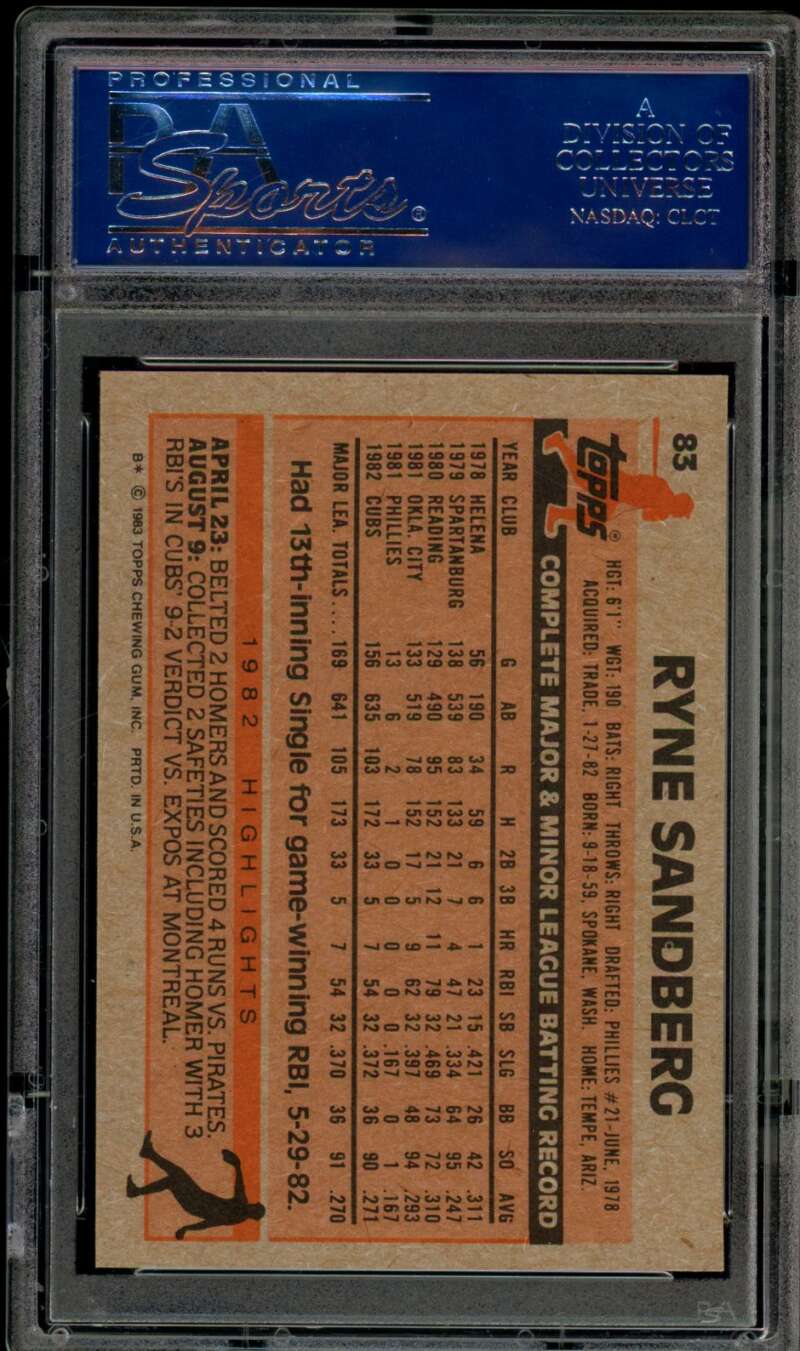 PROFESSIONAL
PSA
Sports®
AUTHENTICATOR
A
DIVISION OF
COLLECTORS
UNIVERSE
NASDAQ: CLCT
83
RYNE SANDBERG
topps®
HGT: 6'1" WGT: 190 BATS: RIGHT THROWS: RIGHT DRAFTED: PHILLIES #21-JUNE, 1978
ACQUIRED: TRADE, 1-27-82 BORN: 9-18-59, SPOKANE, WASH. HOME: TEMPE, ARIZ.
COMPLETE MAJOR & MINOR LEAGUE BATTING RECORD
YEAR CLUB G AB R H 2B 3B HR RBI SB SLG BB SO AVG
1978 HELENA 56 190 34 59 6 6 1 23 15 .421 26 42 .311
1979 SPARTANBURG 138 539 83 133 21 7 4 47 21 .334 64 95 .247
1980 READING 129 490 95 152 21 12 11 79 32 .469 73 72 .310
1981 OKLA. CITY 133 519 78 152 17 5 9 62 32 .397 48 94 .293
1981 PHILLIES 13 6 2 1 0 0 0 0 0 .167 0 1 .167
1982 CUBS 156 635 103 172 33 5 7 54 32 .372 36 90 .271
MAJOR LEA. TOTALS .... 169 641 105 173 33 5 7 54 32 .370 36 91 .270
Had 13th-inning Single for game-winning RBI, 5-29-82.
1982 HIGHLIGHTS
APRIL 23: BELTED 2 HOMERS AND SCORED 4 RUNS VS. PIRATES.
AUGUST 9: COLLECTED 2 SAFETIES INCLUDING HOMER WITH 3
RBI'S IN CUBS' 9-2 VERDICT VS. EXPOS AT MONTREAL.
B* © 1983 TOPPS CHEWING GUM, INC. PRTD. IN U.S.A.
PSA